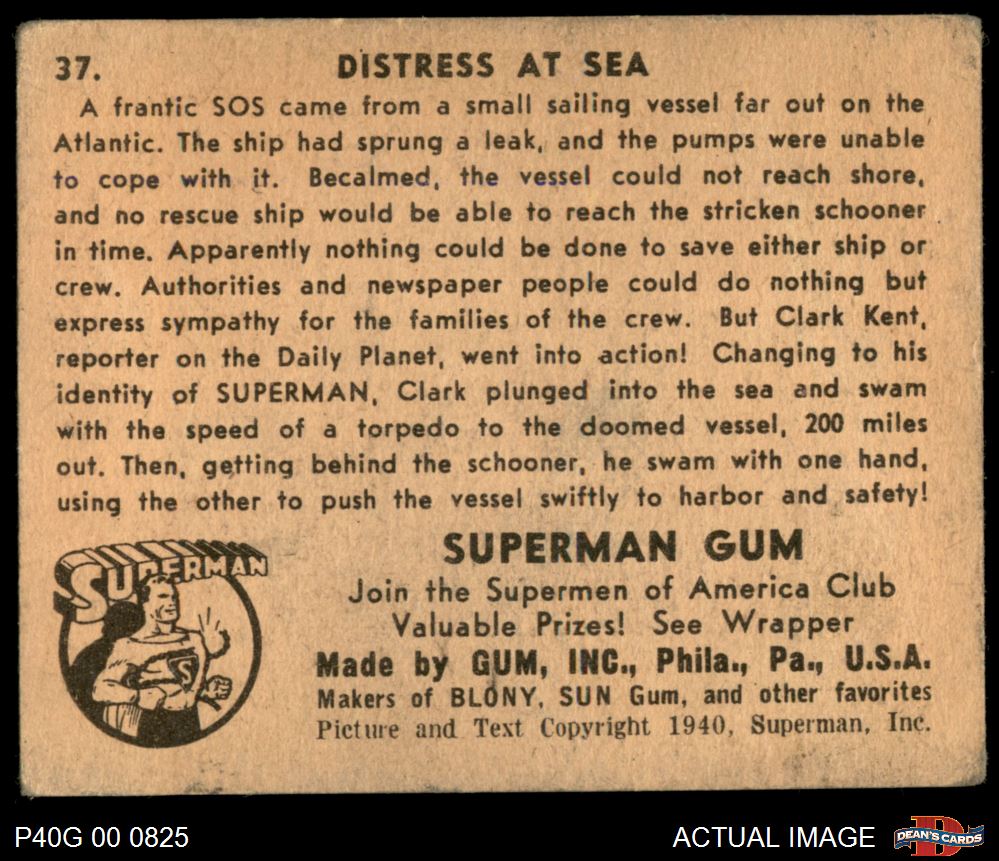 37. DISTRESS AT SEA
A frantic SOS came from a small sailing vessel far out on the
Atlantic. The ship had sprung a leak, and the pumps were unable
to cope with it. Becalmed, the vessel could not reach shore,
and no rescue ship would be able to reach the stricken schooner
in time. Apparently nothing could be done to save either ship or
crew. Authorities and newspaper people could do nothing but
express sympathy for the families of the crew. But Clark Kent,
reporter on the Daily Planet, went into action! Changing to his
identity of SUPERMAN, Clark plunged into the sea and swam
with the speed of a torpedo to the doomed vessel, 200 miles
out. Then, getting behind the schooner, he swam with one hand,
using the other to push the vessel swiftly to harbor and safety!
SUPERMAN
S
SUPERMAN GUM
Join the Supermen of America Club
Valuable Prizes! See Wrapper
Made by GUM, INC., Phila., Pa., U.S.A.
Makers of BLONY, SUN Gum, and other favorites
Picture and Text Copyright 1940, Superman, Inc.
P40G 00 0825
ACTUAL IMAGE
D
DEAN'S CARDS